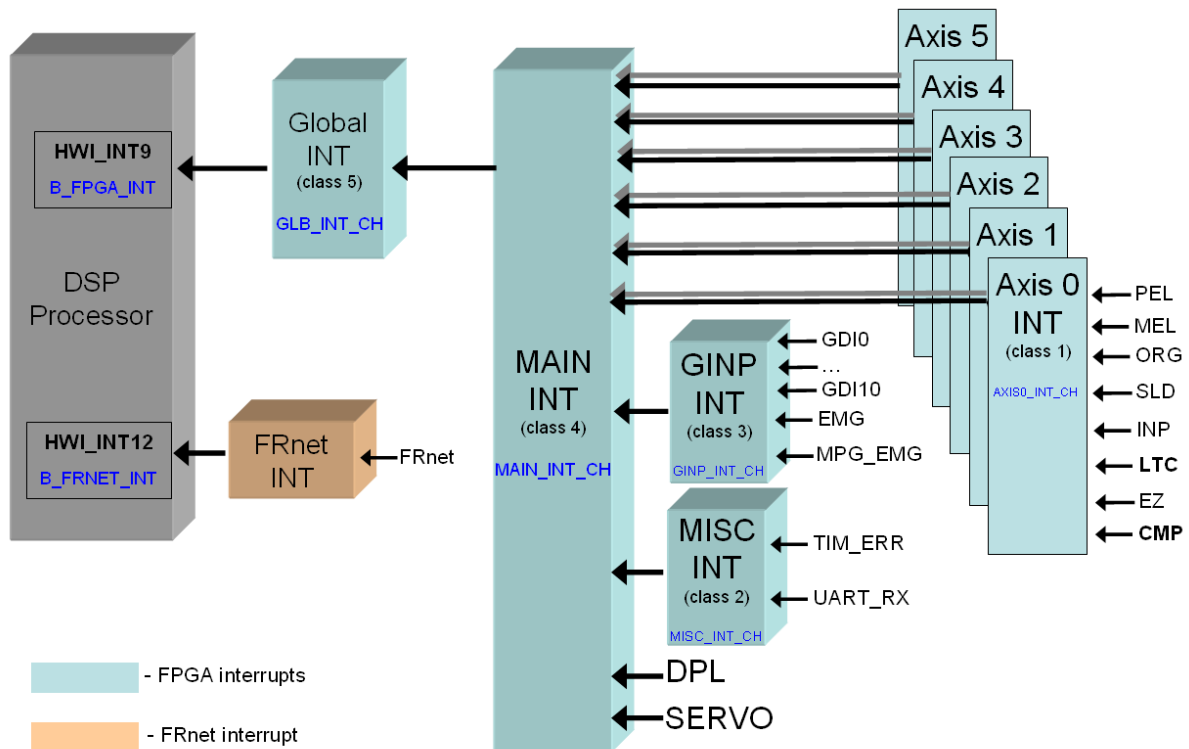 DSP
Processor
HWI_INT9
B_FPGA_INT
HWI_INT12
B_FRNET_INT
Global
INT
(class 5)
GLB_INT_CH
FRnet
INT
FRnet
MAIN
INT
(class 4)
MAIN_INT_CH
Axis 5
Axis 4
Axis 3
Axis 2
Axis 1
Axis 0
INT
(class 1)
AXIS0_INT_CH
PEL
MEL
ORG
SLD
INP
LTC
EZ
CMP
GINP
INT
(class 3)
GINP_INT_CH
GDI0
...
GDI10
EMG
MPG_EMG
MISC
INT
(class 2)
MISC_INT_CH
TIM_ERR
UART_RX
DPL
SERVO
- FPGA interrupts
- FRnet interrupt